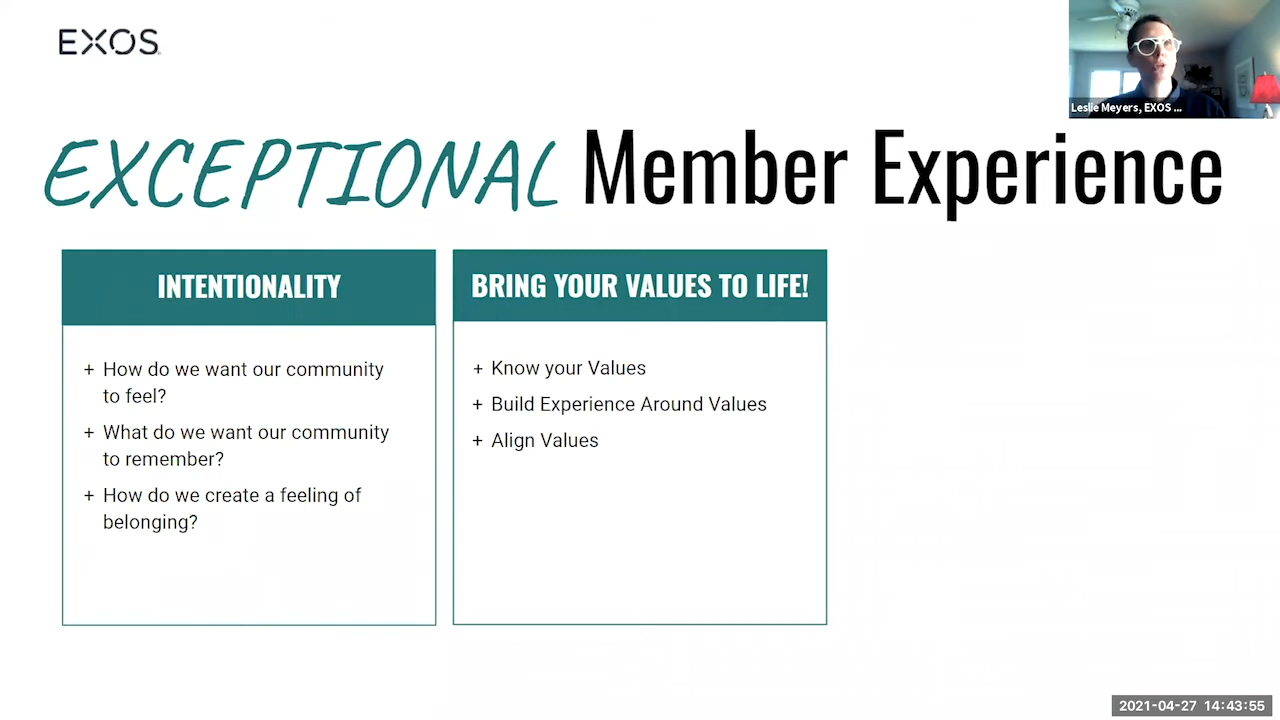 EXOS
Leslie Meyers, EXOS ...
EXCEPTIONAL Member Experience
INTENTIONALITY
+ How do we want our community
to feel?
+ What do we want our community
to remember?
+ How do we create a feeling of
belonging?
BRING YOUR VALUES TO LIFE!
+ Know your Values
+ Build Experience Around Values
+ Align Values
2021-04-27 14:43:55